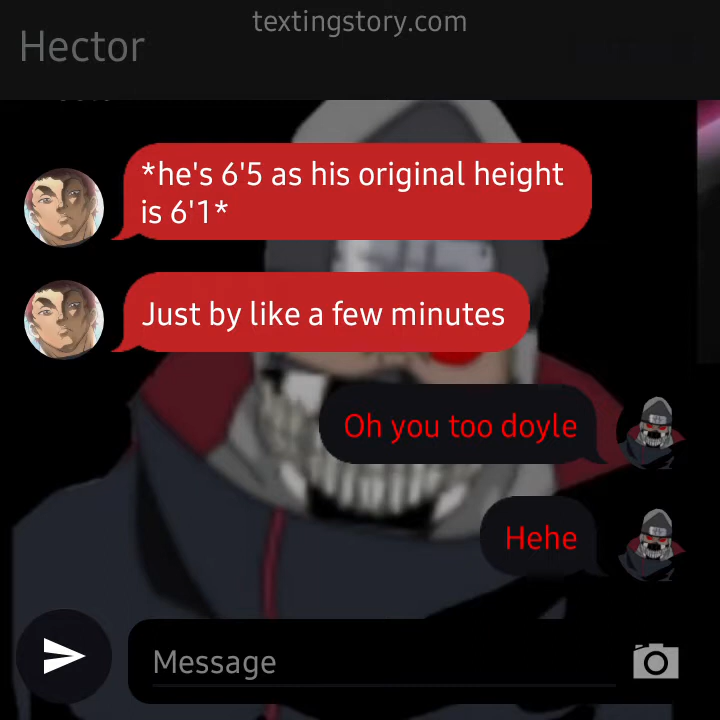 textingstory.com
Hector
*he's 6'5 as his original height
is 6'1*
Just by like a few minutes
Oh you too doyle
Hehe
Message